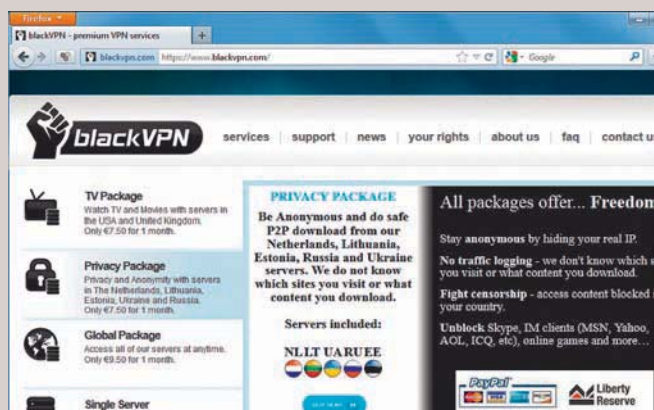 Firefox
blackVPN - premium VPN services
+
blackvpn.com
https://www.blackvpn.com/
Google
blackVPN
services
support
news
your rights
about us
faq
contact u
TV Package
Watch TV and Movies with servers in
the USA and United Kingdom.
Only €7.50 for 1 month.
Privacy Package
Privacy and Anonymity with servers
in The Netherlands, Lithuania,
Estonia, Ukraine and Russia.
Only €7.50 for 1 month.
Global Package
Access all of our servers at anytime.
Only €9.50 for 1 month.
Single Server
PRIVACY PACKAGE
Be Anonymous and do safe
P2P download from our
Netherlands, Lithuania,
Estonia, Russia and Ukraine
servers. We do not know
which sites you visit or what
content you download.
Servers included:
NL LT UA RU EE
All packages offer... Freedom
Stay anonymous by hiding your real IP.
No traffic logging - we don't know which s
you visit or what content you download.
Fight censorship - access content blocked i
your country.
Unblock Skype, IM clients (MSN, Yahoo,
AOL, ICQ, etc), online games and more...
PayPal
Liberty
Reserve